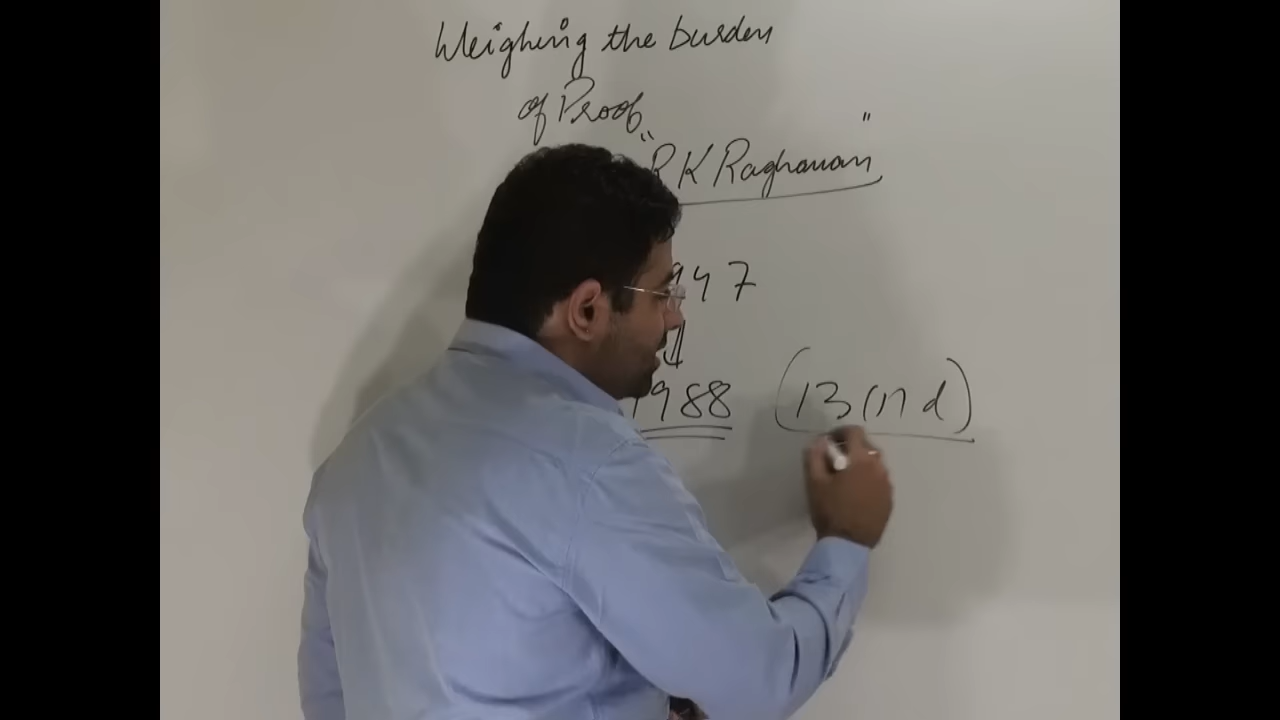 Weighing the burden
of Proof
"R K Raghavan"
947
1988 (13(1) d)